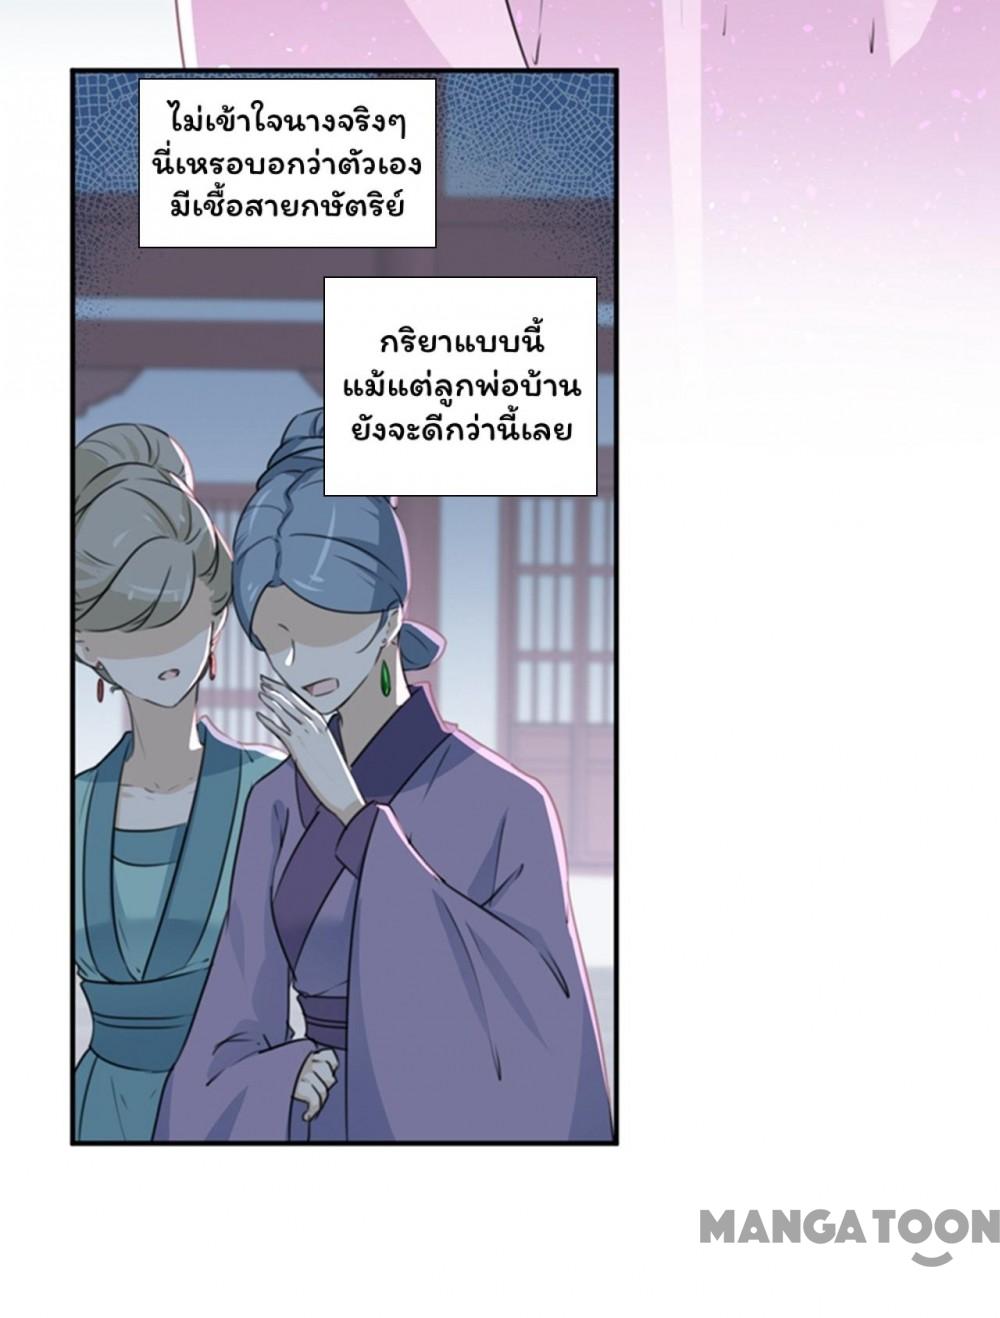 ไม่เข้าใจนางจริงๆ
นี่เหรอบอกว่าตัวเอง
มีเชื้อสายกษัตริย์
กริยาแบบนี้
แม้แต่ลูกพ่อบ้าน
ยังจะดีกว่านี้เลย
MANGATOON